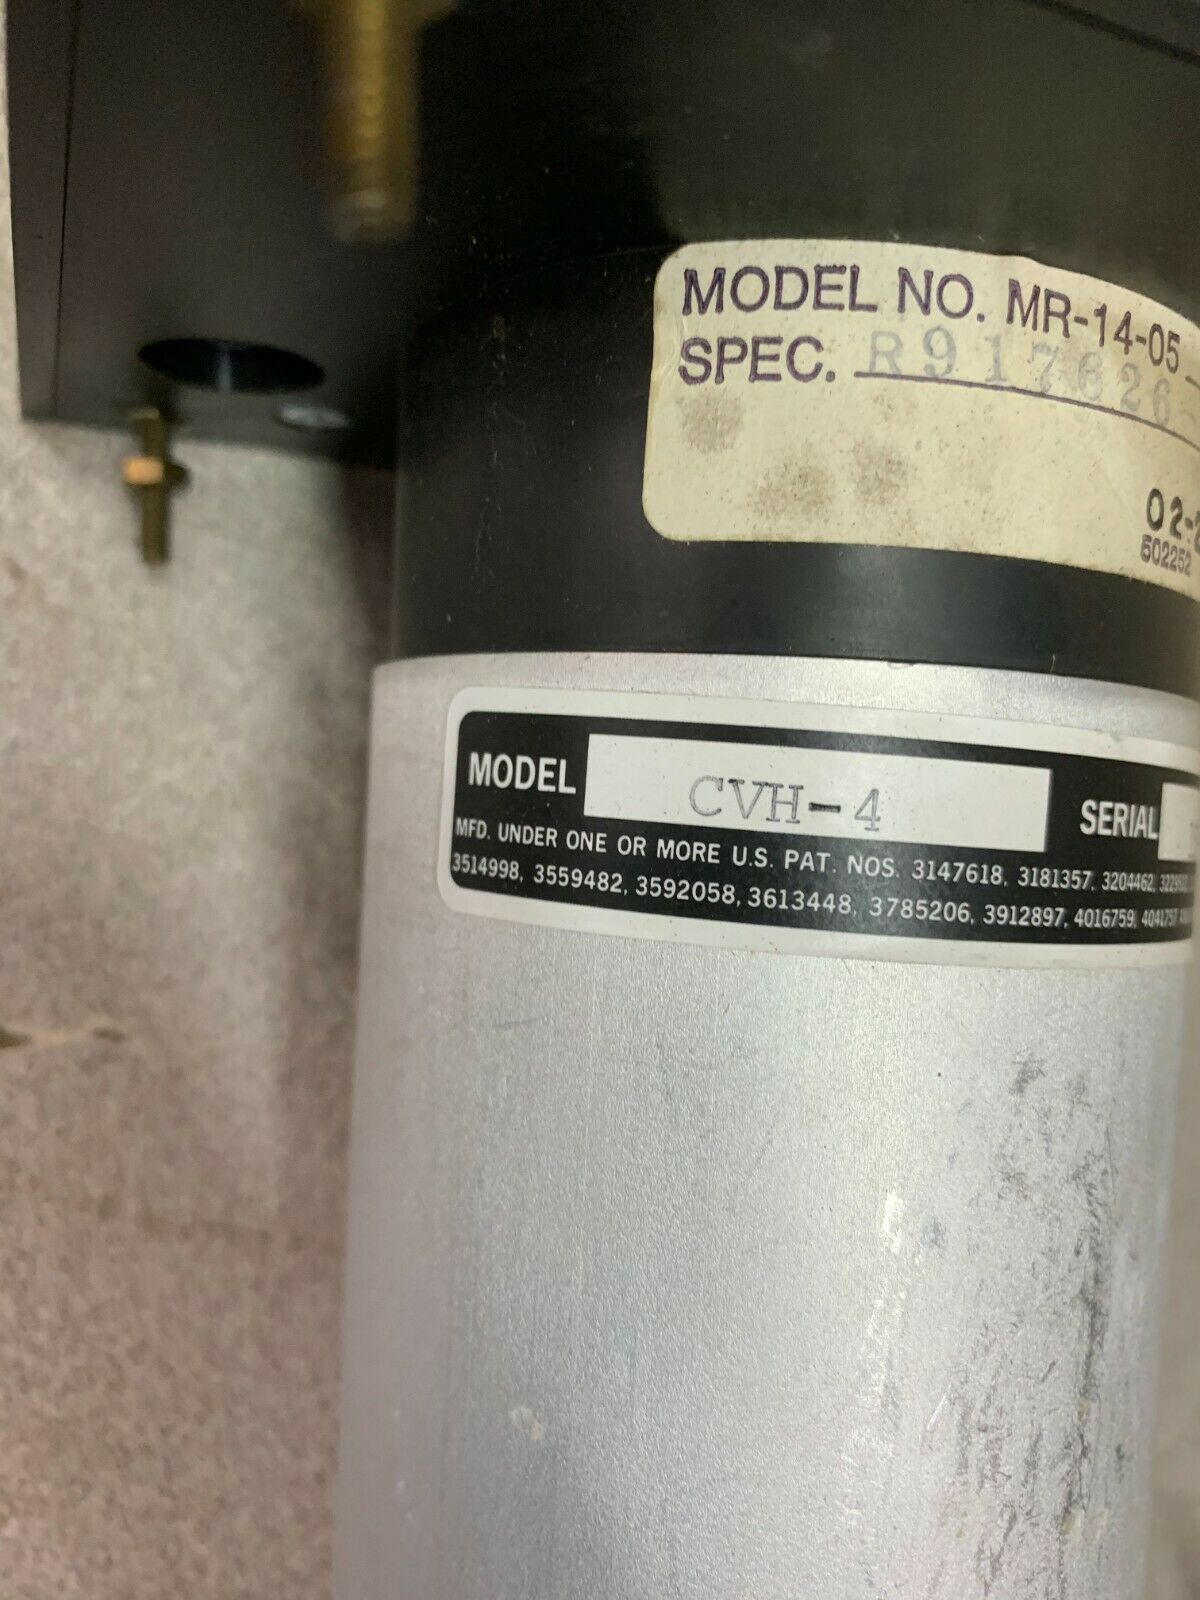 MODEL NO. MR-14-05
SPEC. R917626
02-
502252
MODEL CVH-4 SERIAL
MFD. UNDER ONE OR MORE U.S. PAT. NOS. 3147618, 3181357, 3204462,
3514998, 3559482, 3592058, 3613448, 3785206, 3912897, 4016759, 4041757